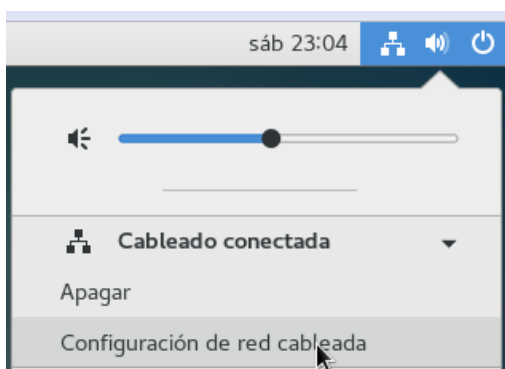 sáb 23:04
Cableado conectada
Apagar
Configuración de red cableada